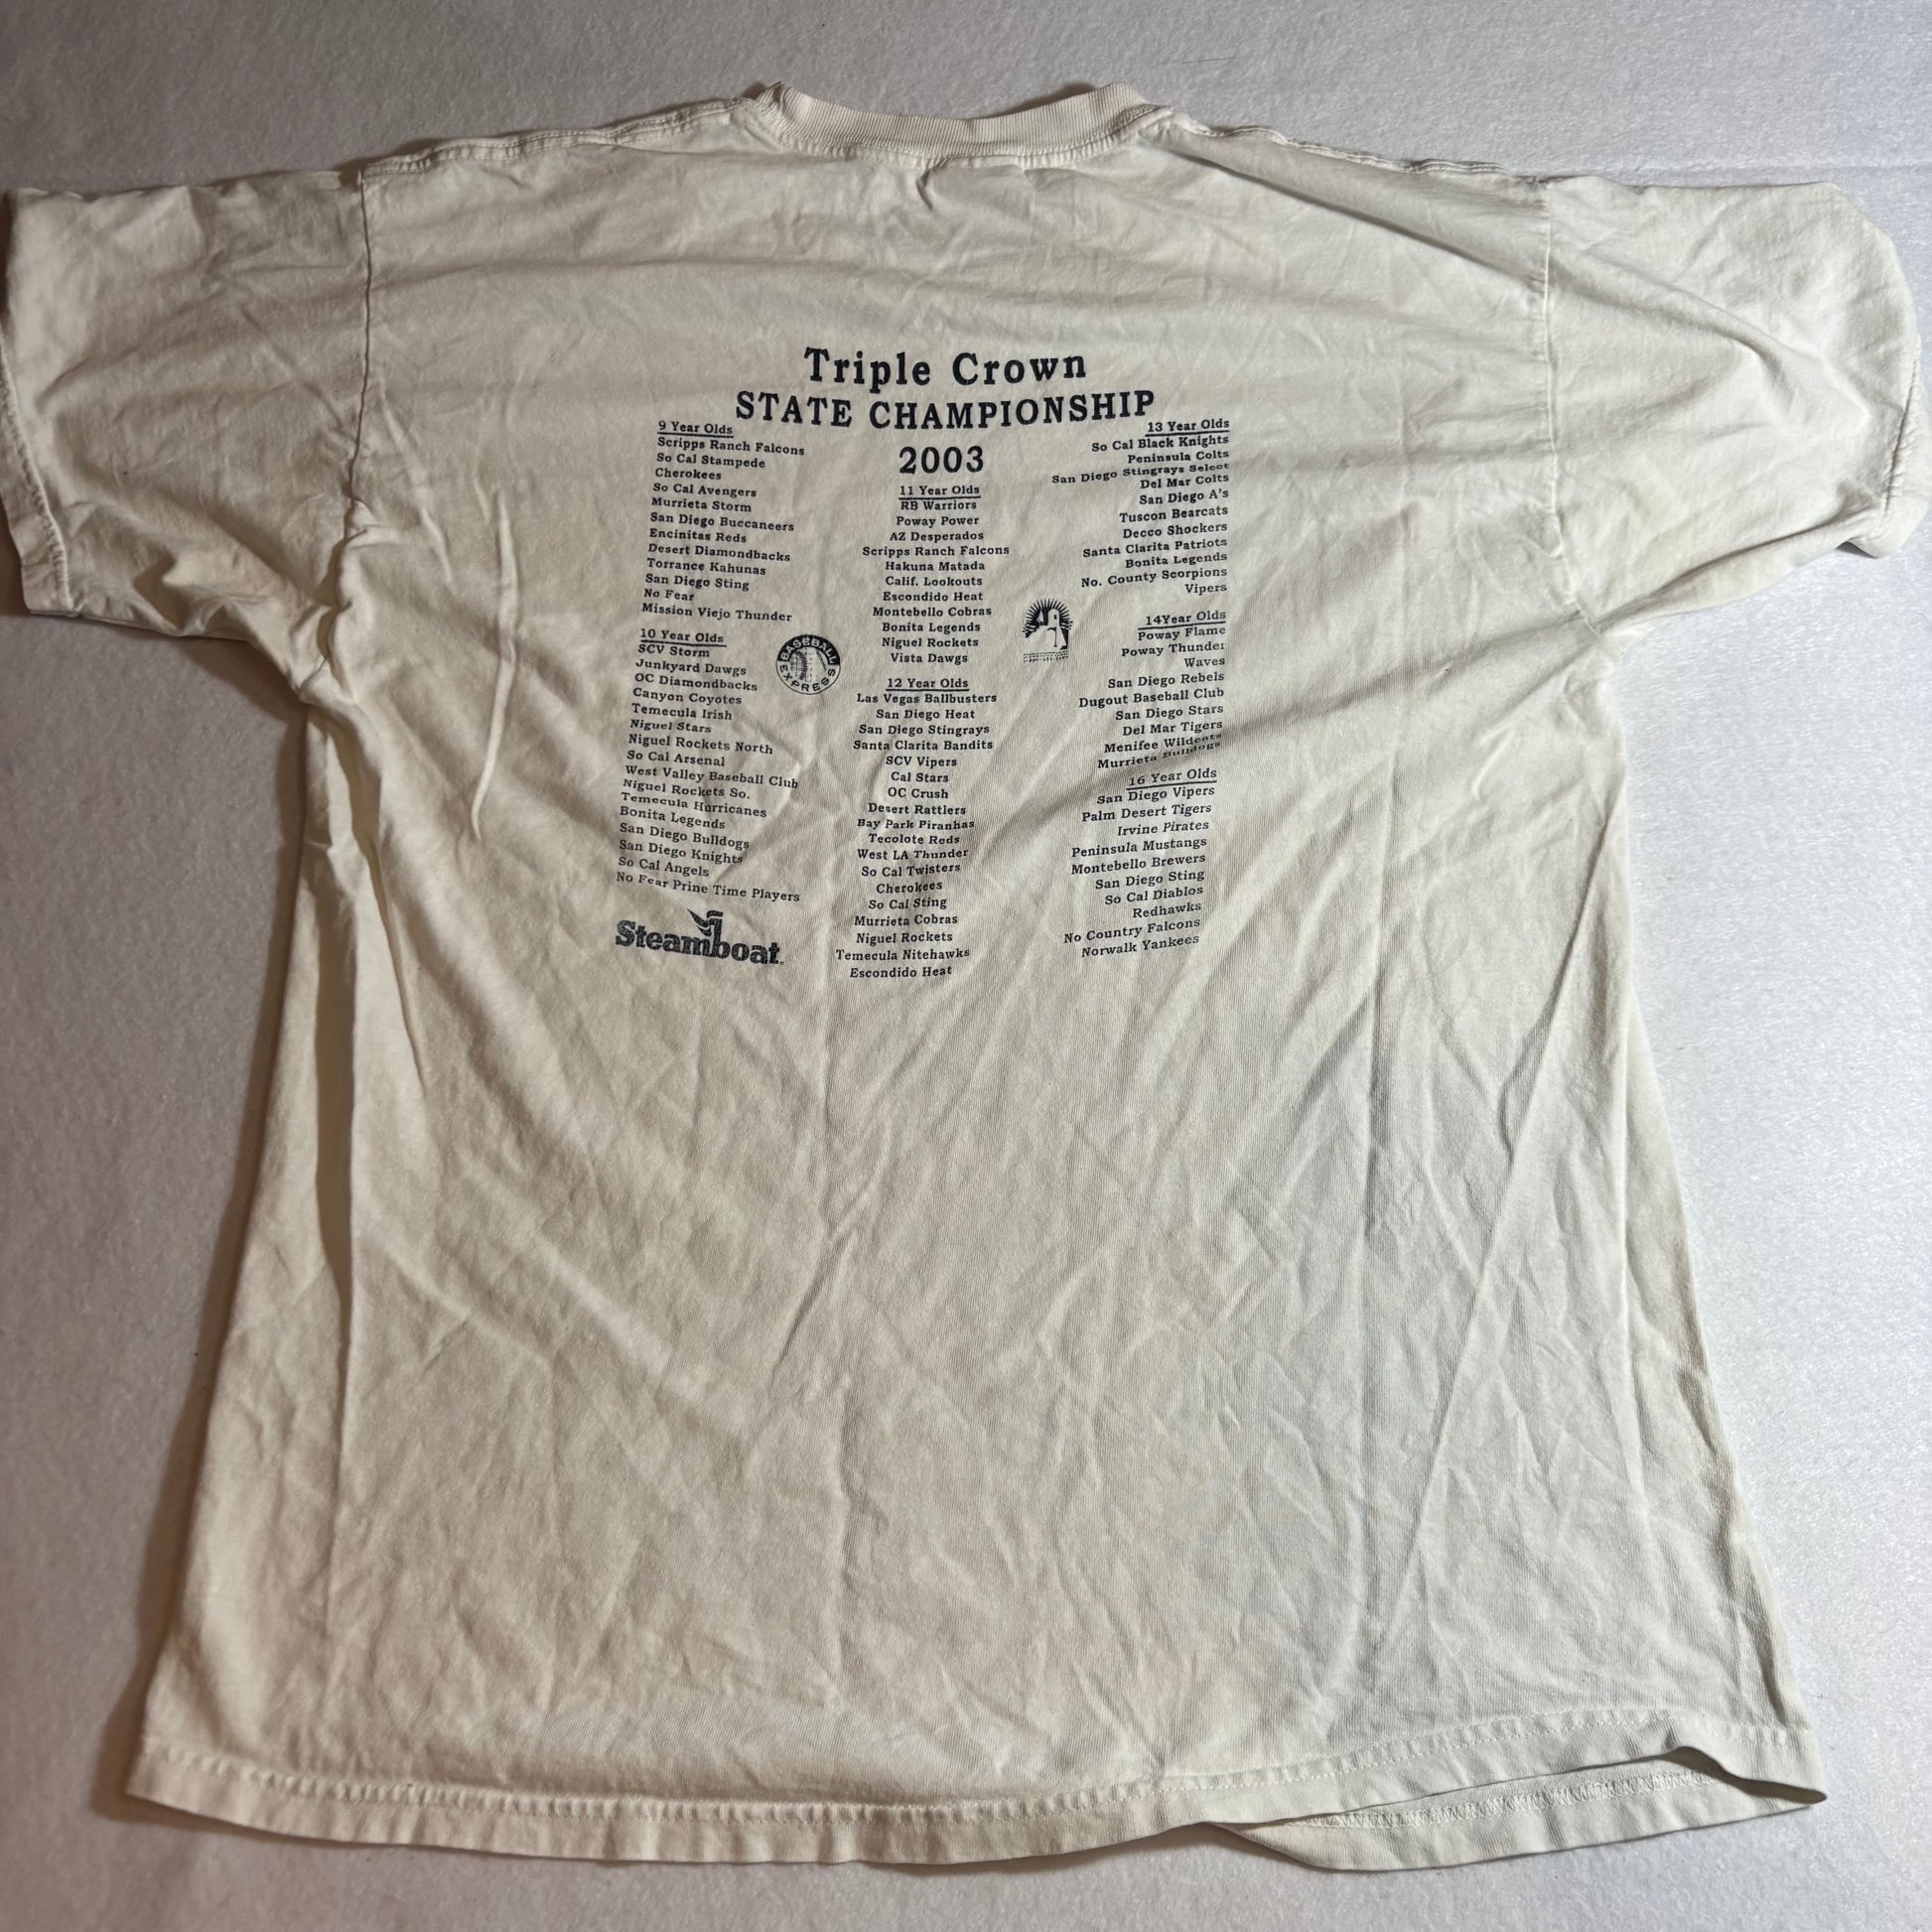 Triple Crown
STATE CHAMPIONSHIP
2003
9 Year Olds
Scripps Ranch Falcons
So Cal Stampede
Cherokees
So Cal Avengers
Murrieta Storm
San Diego Buccaneers
Encinitas Reds
Desert Diamondbacks
Torrance Kahunas
San Diego Sting
No Fear
Mission Viejo Thunder
10 Year Olds
SCV Storm
Junkyard Dawgs
OC Diamondbacks
Canyon Coyotes
Temecula Irish
Niguel Stars
Niguel Rockets North
So Cal Arsenal
West Valley Baseball Club
Niguel Rockets So.
Temecula Hurricanes
Bonita Legends
San Diego Bulldogs
San Diego Knights
So Cal Angels
No Fear Prine Time Players
Steamboat
BASEBALL
EXPRESS
11 Year Olds
RB Warriors
Poway Power
AZ Desperados
Scripps Ranch Falcons
Hakuna Matada
Calif. Lookouts
Escondido Heat
Montebello Cobras
Bonita Legends
Niguel Rockets
Vista Dawgs
12 Year Olds
Las Vegas Ballbusters
San Diego Heat
San Diego Stingrays
Santa Clarita Bandits
SCV Vipers
Cal Stars
OC Crush
Desert Rattlers
Bay Park Piranhas
Tecolote Reds
West LA Thunder
So Cal Twisters
Cherokees
So Cal Sting
Murrieta Cobras
Niguel Rockets
Temecula Nitehawks
Escondido Heat
13 Year Olds
So Cal Black Knights
Peninsula Colts
San Diego Stingrays Select
Del Mar Colts
San Diego A's
Tuscon Bearcats
Decco Shockers
Santa Clarita Patriots
Bonita Legends
No. County Scorpions
Vipers
14Year Olds
Poway Flame
Poway Thunder
Waves
San Diego Rebels
Dugout Baseball Club
San Diego Stars
Del Mar Tigers
Menifee Wildcats
Murrieta Bulldogs
16 Year Olds
San Diego Vipers
Palm Desert Tigers
Irvine Pirates
Peninsula Mustangs
Montebello Brewers
San Diego Sting
So Cal Diablos
Redhawks
No Country Falcons
Norwalk Yankees